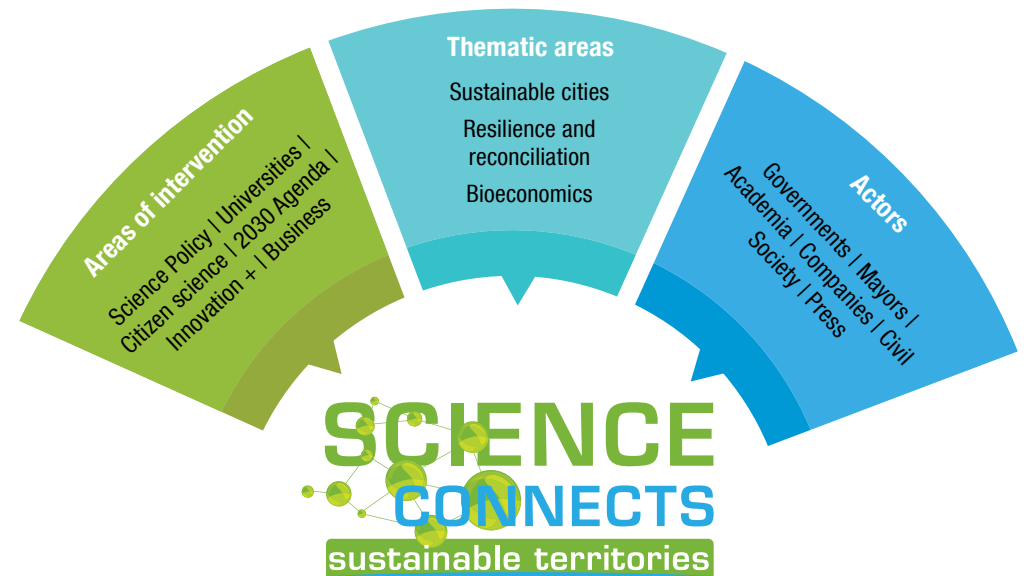 Areas of intervention
Science Policy | Universities |
Citizen science | 2030 Agenda |
Innovation + | Business
Thematic areas
Sustainable cities
Resilience and
reconciliation
Bioeconomics
Actors
Governments | Mayors |
Academia | Companies | Civil
Society | Press
SCIENCE
CONNECTS
sustainable territories